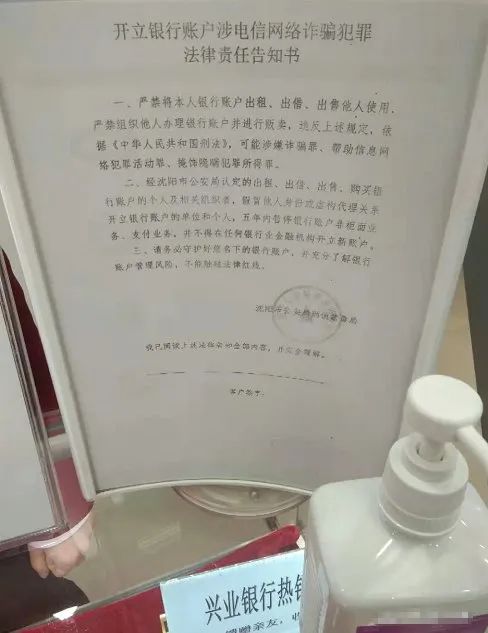 开立银行账户涉电信网络诈骗犯罪
法律责任告知书
一、严禁将本人银行账户出租、出借、出售他人使用,
严禁组织他人办理银行账户并进行贩卖,违反上述规定,依
据《中华人民共和国刑法》,可能涉嫌诈骗罪、帮助信息网
络犯罪活动罪、掩饰隐瞒犯罪所得罪。
二、经沈阳市公安局认定的出租、出借、出售、购买银
行账户的个人及相关组织者,假冒他人身份或虚构代理关系
开立银行账户的单位和个人,五年内暂停银行账户非柜面业
务、支付业务,并不得在任何银行业金融机构开立新账户。
三、请务必守护好您名下的银行账户,并充分了解银行
账户管理风险,不能触碰法律红线。
沈阳市公安局
我已阅读上述法律告知全部内容,并完全理解。
客户签字:
兴业银行热销
赠亲友,